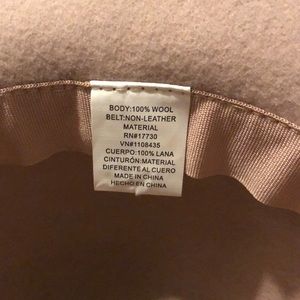 BODY:100% WOOL
BELT:NON-LEATHER
MATERIAL
RN#17730
VN#1108435
CUERPO:100% LANA
CINTURÓN:MATERIAL
DIFERENTE AL CUERO
MADE IN CHINA
HECHO EN CHINA